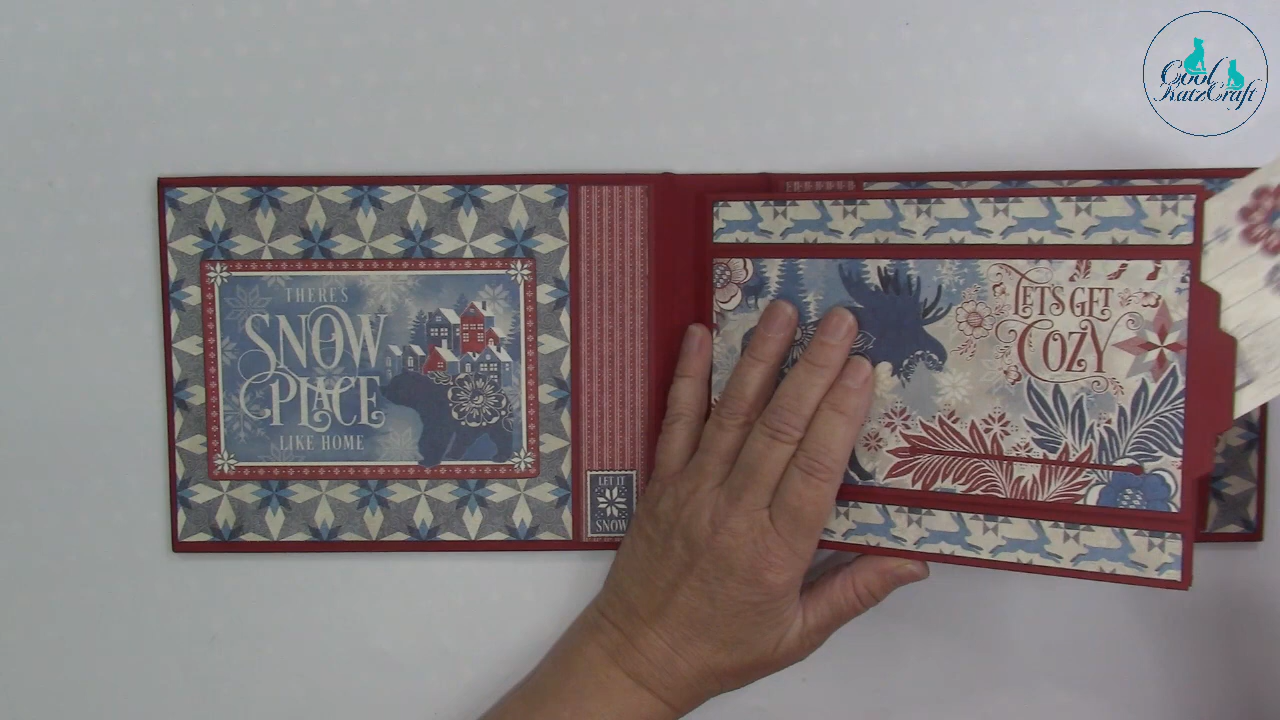 Cool
KatzCraft
THERE'S
SNOW
PLACE
LIKE HOME
LET IT
SNOW
LET'S GET
COZY